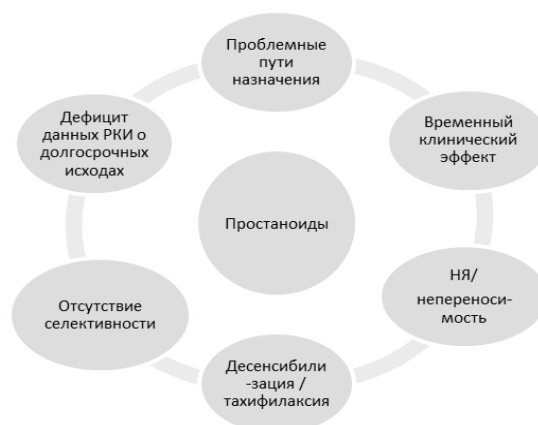 Проблемные
пути
назначения
Дефицит
данных РКИ о
долгосрочных
исходах
Временный
клинический
эффект
Простаноиды
НЯ/
непереноси-
мость
Отсутствие
селективности
Десенсибили
-зация /
тахифилаксия